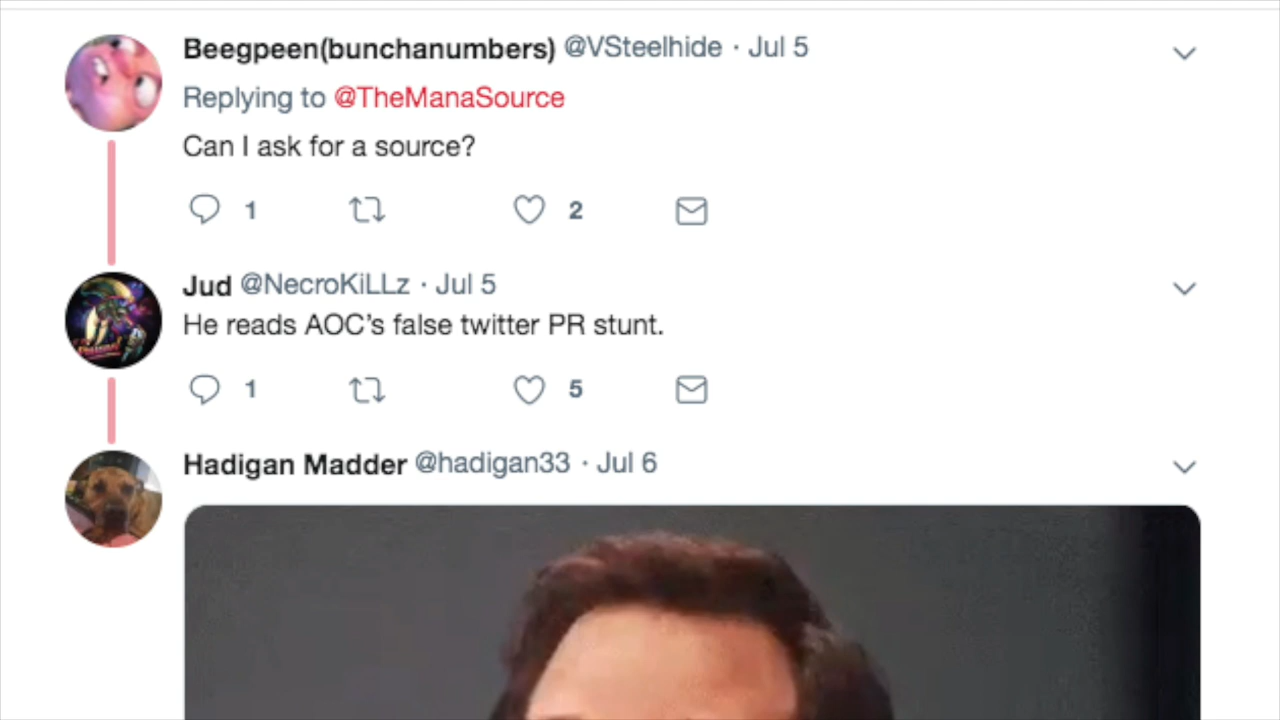 Beegpeen(bunchanumbers) @VSteelhide · Jul 5
Replying to @TheManaSource
Can I ask for a source?
1 2
Jud @NecroKiLLz · Jul 5
He reads AOC's false twitter PR stunt.
1 5
Hadigan Madder @hadigan33 · Jul 6